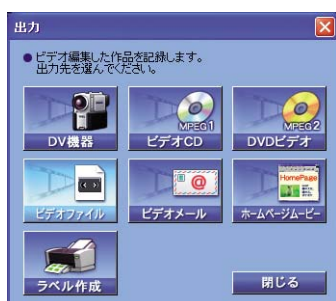 出力
●ビデオ編集した作品を記録します。
出力先を選んでください。
MPEG1
MPEG2
DV機器
ビデオCD
DVDビデオ
@
HomePage
ビデオファイル
ビデオメール
ホームページムービー
ラベル作成
閉じる